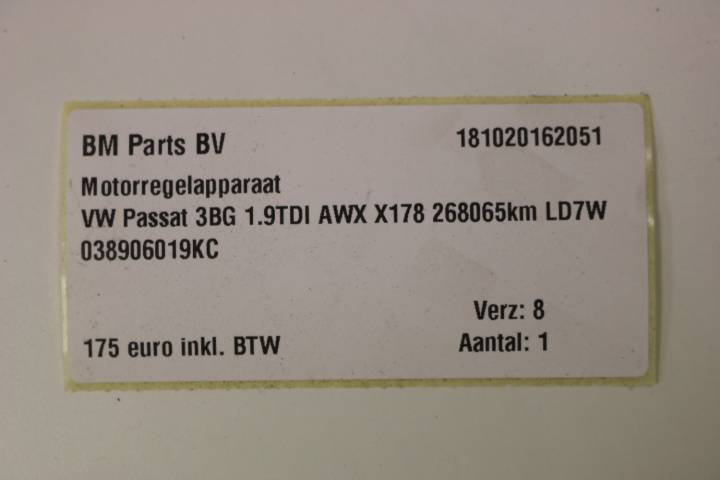 BM Parts BV 181020162051
Motorregelapparaat
VW Passat 3BG 1.9TDI AWX X178 268065km LD7W
038906019KC
Verz: 8
175 euro inkl. BTW Aantal: 1